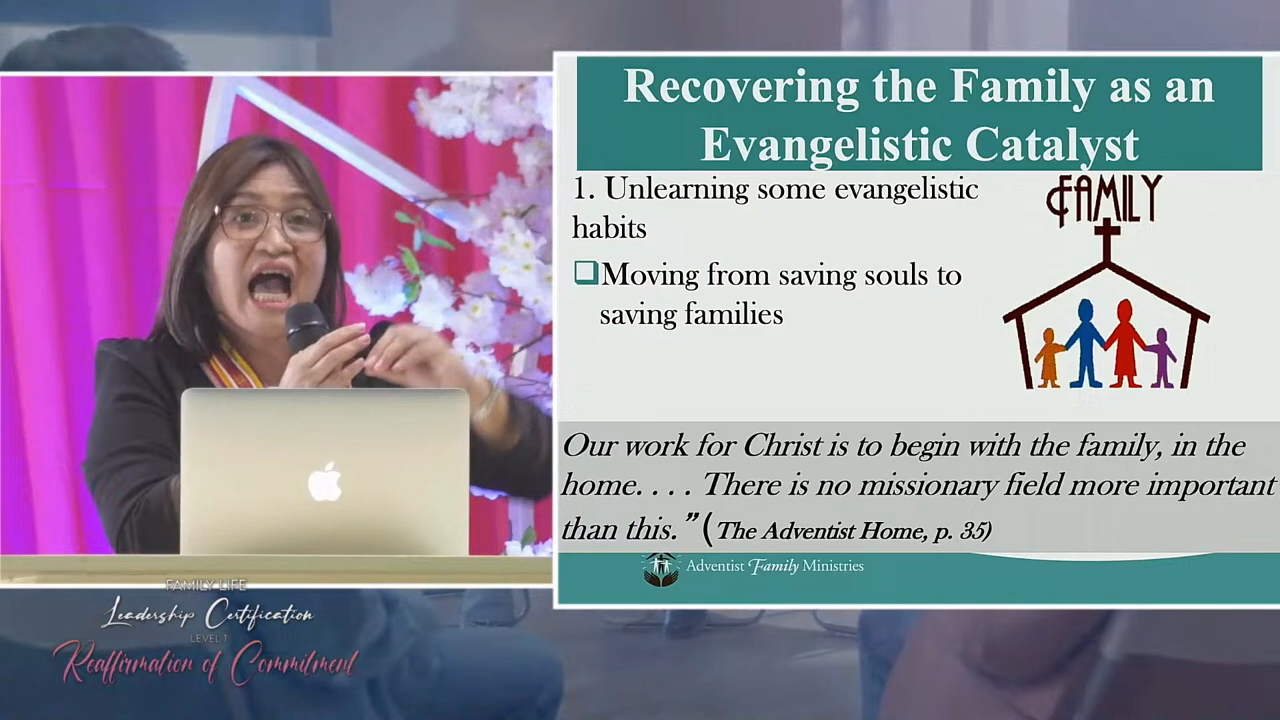 Recovering the Family as an
Evangelistic Catalyst
1. Unlearning some evangelistic
habits
❑Moving from saving souls to
saving families
FAMILY
Our work for Christ is to begin with the family, in the
home. . . . There is no missionary field more important
than this.” (The Adventist Home, p. 35)
Adventist Family Ministries
FAMILY LIFE
Leadership Certification
LEVEL 1
Reaffirmation of Commitment